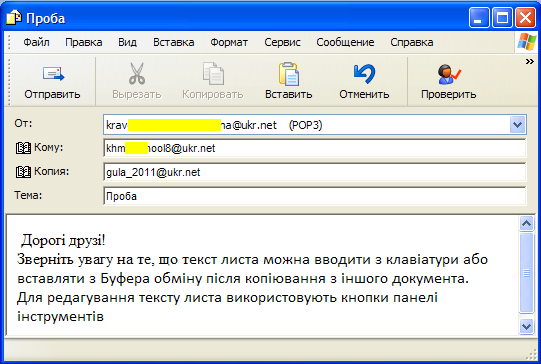 Проба
Файл Правка Вид Вставка Формат Сервис Сообщение Справка
Отправить Вырезать Копировать Вставить Отменить Проверить
От: krav na@ukr.net (POP3)
Кому: khm ool8@ukr.net
Копия: gula_2011@ukr.net
Тема: Проба
Дорогі друзі!
Зверніть увагу на те, що текст листа можна вводити з клавіатури або
вставляти з Буфера обміну після копіювання з іншого документа.
Для редагування тексту листа використовують кнопки панелі
інструментів